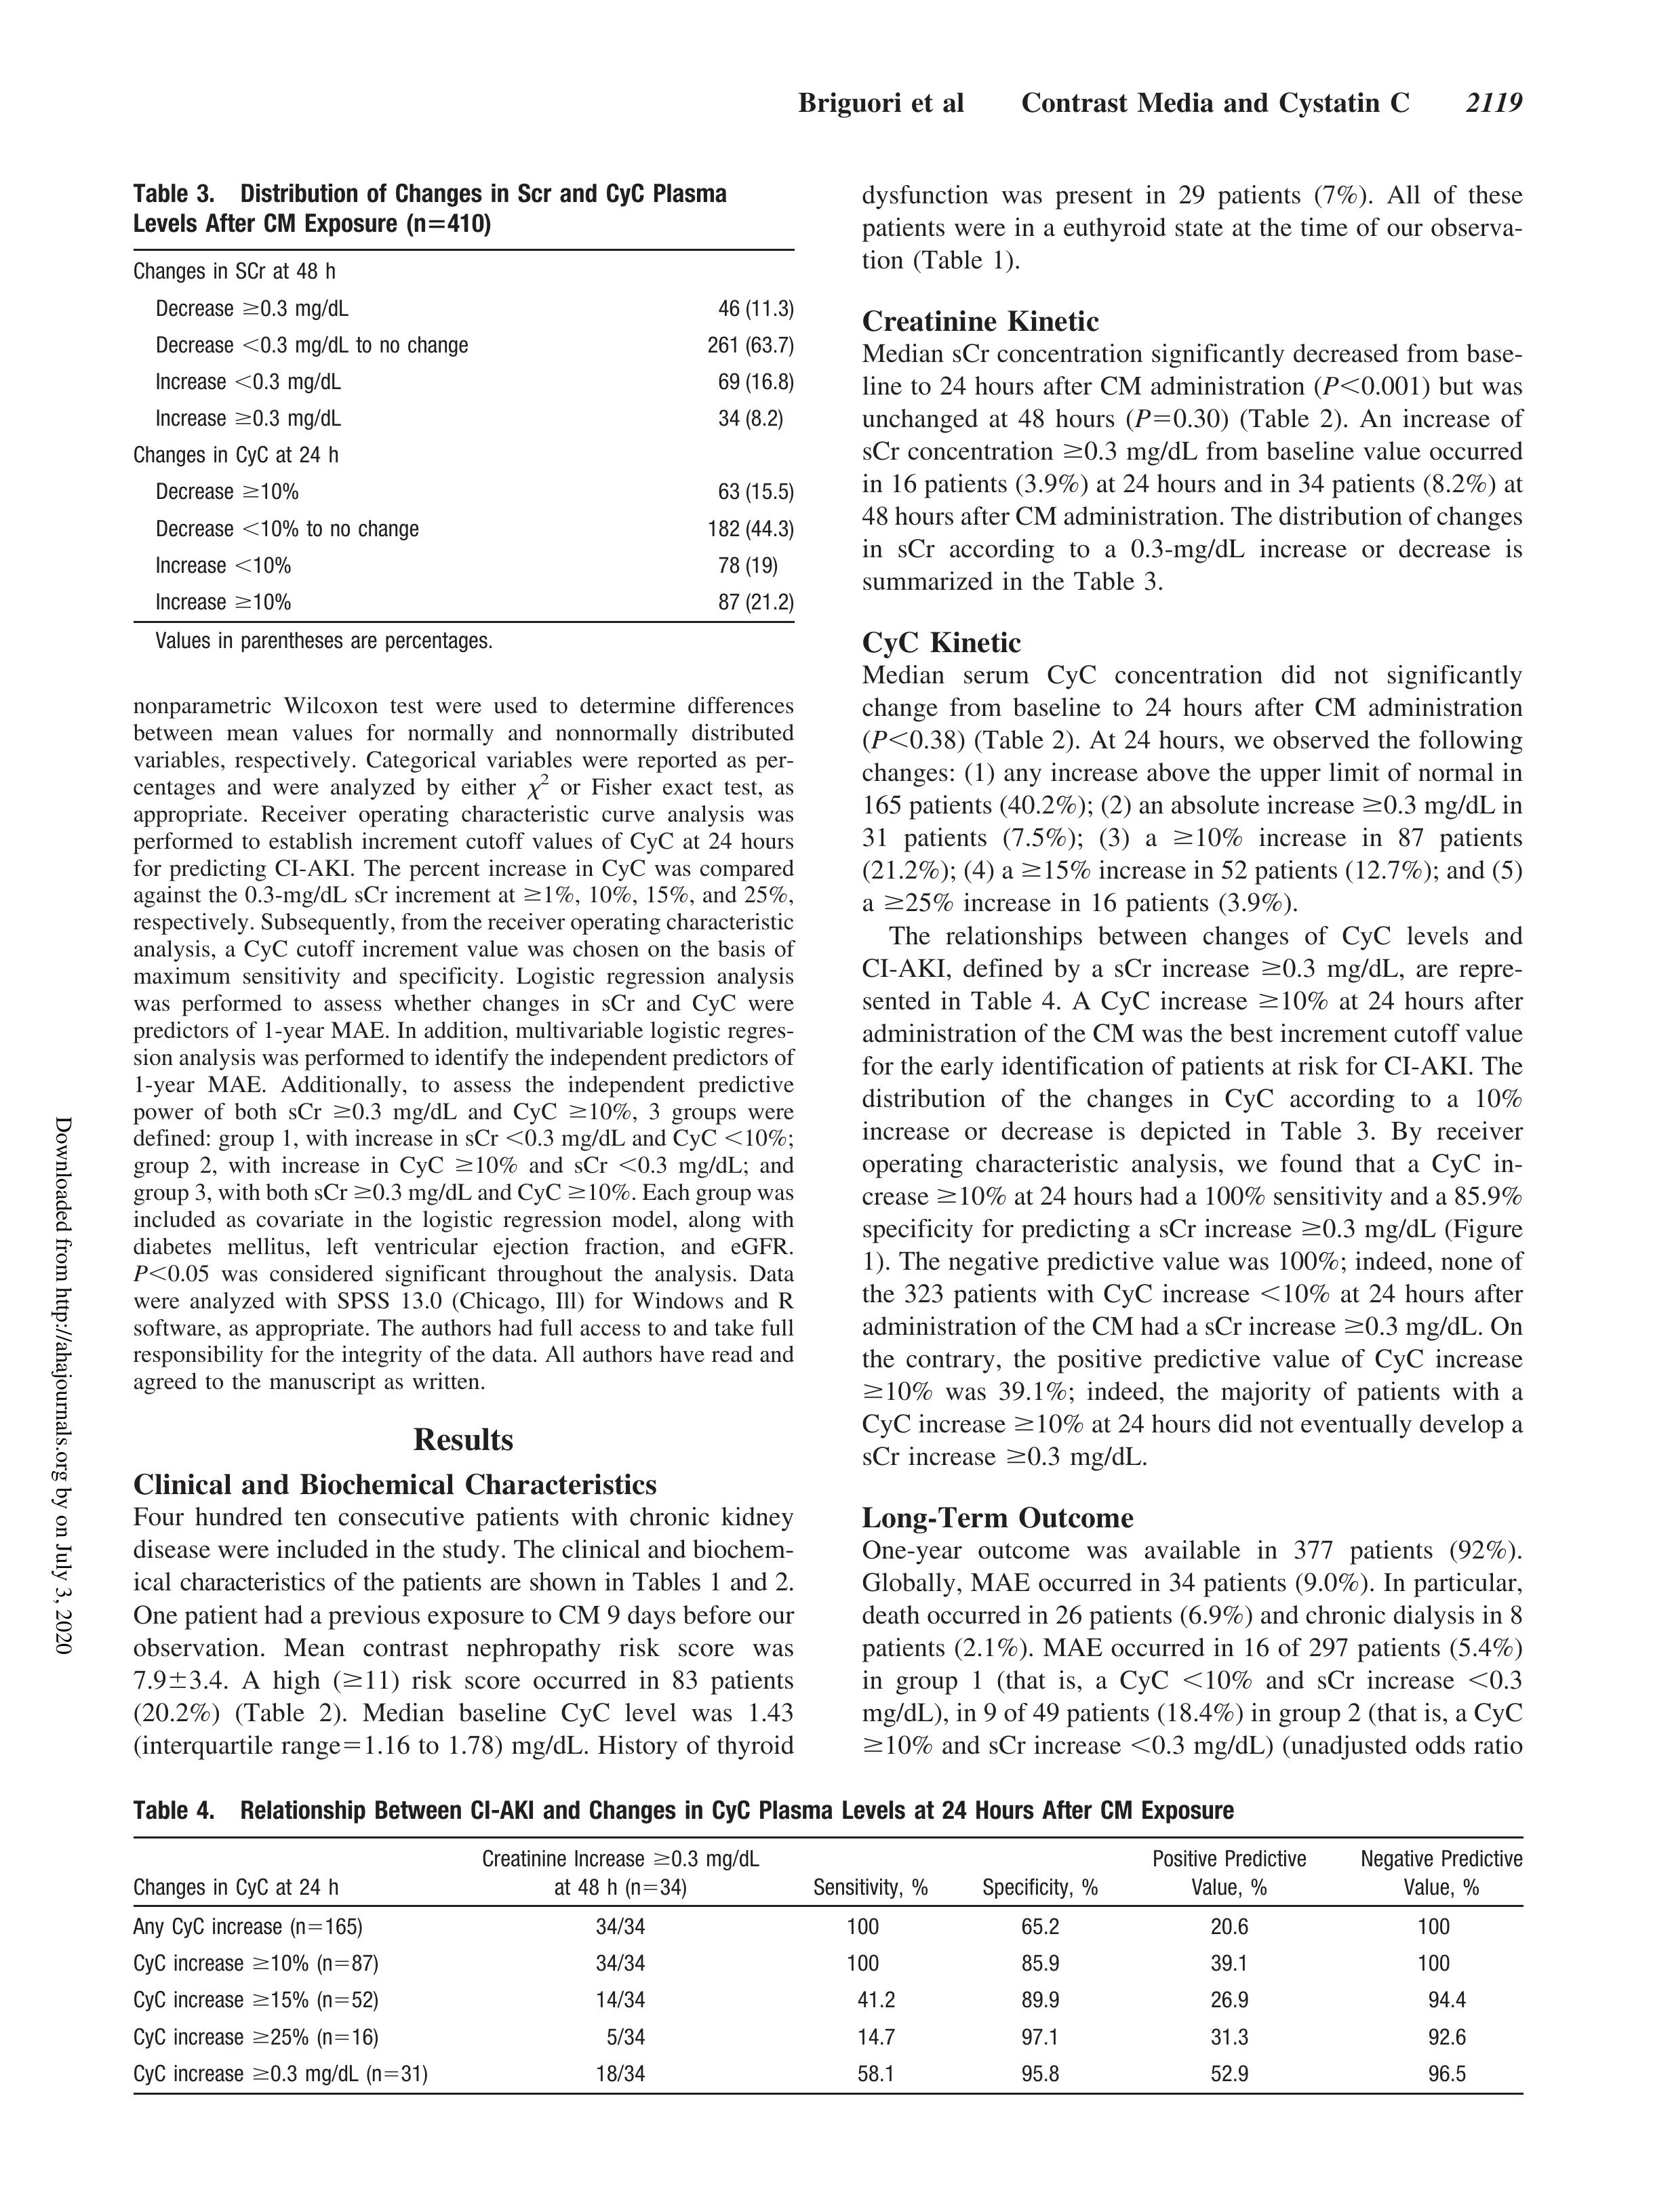 Briguori et al Contrast Media and Cystatin C 2119
Table 3. Distribution of Changes in Scr and CyC Plasma
Levels After CM Exposure (n=410)
Changes in SCr at 48 h
Decrease ≥0.3 mg/dL 46 (11.3)
Decrease <0.3 mg/dL to no change 261 (63.7)
Increase <0.3 mg/dL 69 (16.8)
Increase ≥0.3 mg/dL 34 (8.2)
Changes in CyC at 24 h
Decrease ≥10% 63 (15.5)
Decrease <10% to no change 182 (44.3)
Increase <10% 78 (19)
Increase ≥10% 87 (21.2)
Values in parentheses are percentages.
nonparametric Wilcoxon test were used to determine differences
between mean values for normally and nonnormally distributed
variables, respectively. Categorical variables were reported as per-
centages and were analyzed by either χ² or Fisher exact test, as
appropriate. Receiver operating characteristic curve analysis was
performed to establish increment cutoff values of CyC at 24 hours
for predicting CI-AKI. The percent increase in CyC was compared
against the 0.3-mg/dL sCr increment at ≥1%, 10%, 15%, and 25%,
respectively. Subsequently, from the receiver operating characteristic
analysis, a CyC cutoff increment value was chosen on the basis of
maximum sensitivity and specificity. Logistic regression analysis
was performed to assess whether changes in sCr and CyC were
predictors of 1-year MAE. In addition, multivariable logistic regres-
sion analysis was performed to identify the independent predictors of
1-year MAE. Additionally, to assess the independent predictive
power of both sCr ≥0.3 mg/dL and CyC ≥10%, 3 groups were
defined: group 1, with increase in sCr <0.3 mg/dL and CyC <10%;
group 2, with increase in CyC ≥10% and sCr <0.3 mg/dL; and
group 3, with both sCr ≥0.3 mg/dL and CyC ≥10%. Each group was
included as covariate in the logistic regression model, along with
diabetes mellitus, left ventricular ejection fraction, and eGFR.
P<0.05 was considered significant throughout the analysis. Data
were analyzed with SPSS 13.0 (Chicago, Ill) for Windows and R
software, as appropriate. The authors had full access to and take full
responsibility for the integrity of the data. All authors have read and
agreed to the manuscript as written.
Results
Clinical and Biochemical Characteristics
Four hundred ten consecutive patients with chronic kidney
disease were included in the study. The clinical and biochem-
ical characteristics of the patients are shown in Tables 1 and 2.
One patient had a previous exposure to CM 9 days before our
observation. Mean contrast nephropathy risk score was
7.9±3.4. A high (≥11) risk score occurred in 83 patients
(20.2%) (Table 2). Median baseline CyC level was 1.43
(interquartile range=1.16 to 1.78) mg/dL. History of thyroid
dysfunction was present in 29 patients (7%). All of these
patients were in a euthyroid state at the time of our observa-
tion (Table 1).
Creatinine Kinetic
Median sCr concentration significantly decreased from base-
line to 24 hours after CM administration (P<0.001) but was
unchanged at 48 hours (P=0.30) (Table 2). An increase of
sCr concentration ≥0.3 mg/dL from baseline value occurred
in 16 patients (3.9%) at 24 hours and in 34 patients (8.2%) at
48 hours after CM administration. The distribution of changes
in sCr according to a 0.3-mg/dL increase or decrease is
summarized in the Table 3.
CyC Kinetic
Median serum CyC concentration did not significantly
change from baseline to 24 hours after CM administration
(P<0.38) (Table 2). At 24 hours, we observed the following
changes: (1) any increase above the upper limit of normal in
165 patients (40.2%); (2) an absolute increase ≥0.3 mg/dL in
31 patients (7.5%); (3) a ≥10% increase in 87 patients
(21.2%); (4) a ≥15% increase in 52 patients (12.7%); and (5)
a ≥25% increase in 16 patients (3.9%).
The relationships between changes of CyC levels and
CI-AKI, defined by a sCr increase ≥0.3 mg/dL, are repre-
sented in Table 4. A CyC increase ≥10% at 24 hours after
administration of the CM was the best increment cutoff value
for the early identification of patients at risk for CI-AKI. The
distribution of the changes in CyC according to a 10%
increase or decrease is depicted in Table 3. By receiver
operating characteristic analysis, we found that a CyC in-
crease ≥10% at 24 hours had a 100% sensitivity and a 85.9%
specificity for predicting a sCr increase ≥0.3 mg/dL (Figure
1). The negative predictive value was 100%; indeed, none of
the 323 patients with CyC increase <10% at 24 hours after
administration of the CM had a sCr increase ≥0.3 mg/dL. On
the contrary, the positive predictive value of CyC increase
≥10% was 39.1%; indeed, the majority of patients with a
CyC increase ≥10% at 24 hours did not eventually develop a
sCr increase ≥0.3 mg/dL.
Long-Term Outcome
One-year outcome was available in 377 patients (92%).
Globally, MAE occurred in 34 patients (9.0%). In particular,
death occurred in 26 patients (6.9%) and chronic dialysis in 8
patients (2.1%). MAE occurred in 16 of 297 patients (5.4%)
in group 1 (that is, a CyC <10% and sCr increase <0.3
mg/dL), in 9 of 49 patients (18.4%) in group 2 (that is, a CyC
≥10% and sCr increase <0.3 mg/dL) (unadjusted odds ratio
Table 4. Relationship Between CI-AKI and Changes in CyC Plasma Levels at 24 Hours After CM Exposure
Creatinine Increase ≥0.3 mg/dL Positive Predictive Negative Predictive
Changes in CyC at 24 h at 48 h (n=34) Sensitivity, % Specificity, % Value, % Value, %
Any CyC increase (n=165) 34/34 100 65.2 20.6 100
CyC increase ≥10% (n=87) 34/34 100 85.9 39.1 100
CyC increase ≥15% (n=52) 14/34 41.2 89.9 26.9 94.4
CyC increase ≥25% (n=16) 5/34 14.7 97.1 31.3 92.6
CyC increase ≥0.3 mg/dL (n=31) 18/34 58.1 95.8 52.9 96.5
Downloaded from http://ahajournals.org by on July 3, 2020